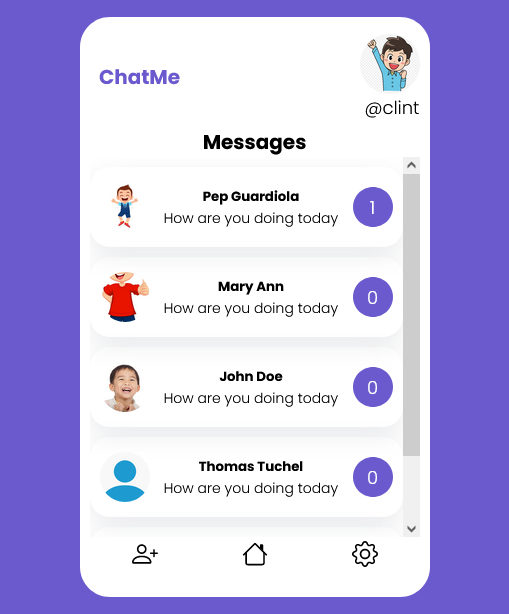 ChatMe
@clint
Messages
Pep Guardiola
How are you doing today
1
Mary Ann
How are you doing today
0
John Doe
How are you doing today
0
Thomas Tuchel
How are you doing today
0